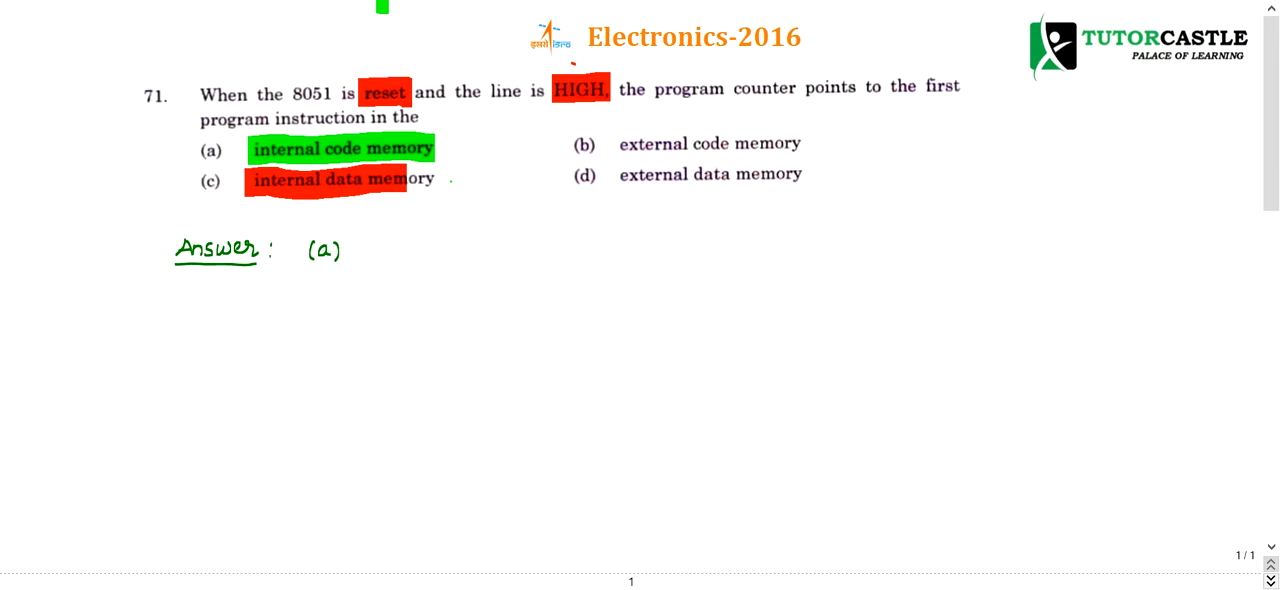 इसरो isro Electronics-2016
TUTORCASTLE
PALACE OF LEARNING
71. When the 8051 is reset and the line is HIGH, the program counter points to the first
program instruction in the
(a) internal code memory (b) external code memory
(c) internal data memory (d) external data memory
Answer: (a)
1 / 1
1